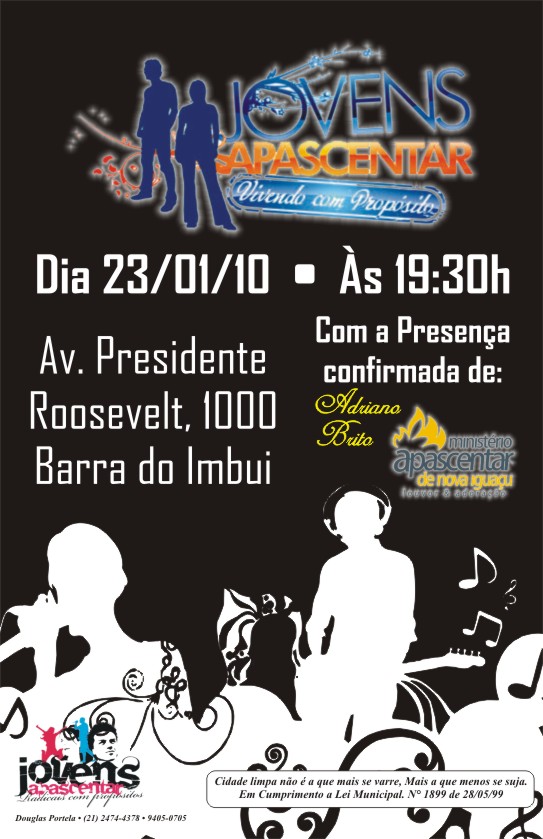 JOVENS
APASCENTAR
Vivendo com Propósito
Dia 23/01/10 ▪ Às 19:30h
Av. Presidente
Roosevelt, 1000
Barra do Imbui
Com a Presença
confirmada de:
Adriano
Brito
ministério
apascentar
de nova iguaçu
louvor & adoração
jovens
apascentar
Radicais com propósitos
Douglas Portela • (21) 2474-4378 • 9405-0705
Cidade limpa não é a que mais se varre, Mais a que menos se suja.
Em Cumprimento a Lei Municipal. N° 1899 de 28/05/99